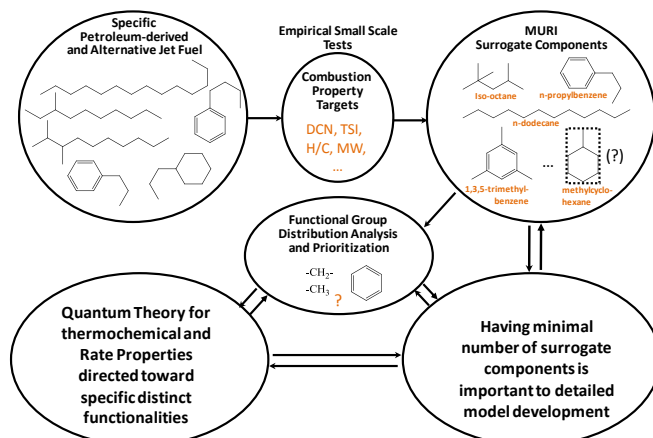 Specific
Petroleum-derived
and Alternative Jet Fuel
Empirical Small Scale
Tests
Combustion
Property
Targets
DCN, TSI,
H/C, MW,
...
MURI
Surrogate Components
Iso-octane
n-propylbenzene
n-dodecane
... (?)
1,3,5-trimethyl-
benzene
methylcyclo-
hexane
Functional Group
Distribution Analysis
and Prioritization
-CH2-
-CH3 ?
Quantum Theory for
thermochemical and
Rate Properties
directed toward
specific distinct
functionalities
Having minimal
number of surrogate
components is
important to detailed
model development